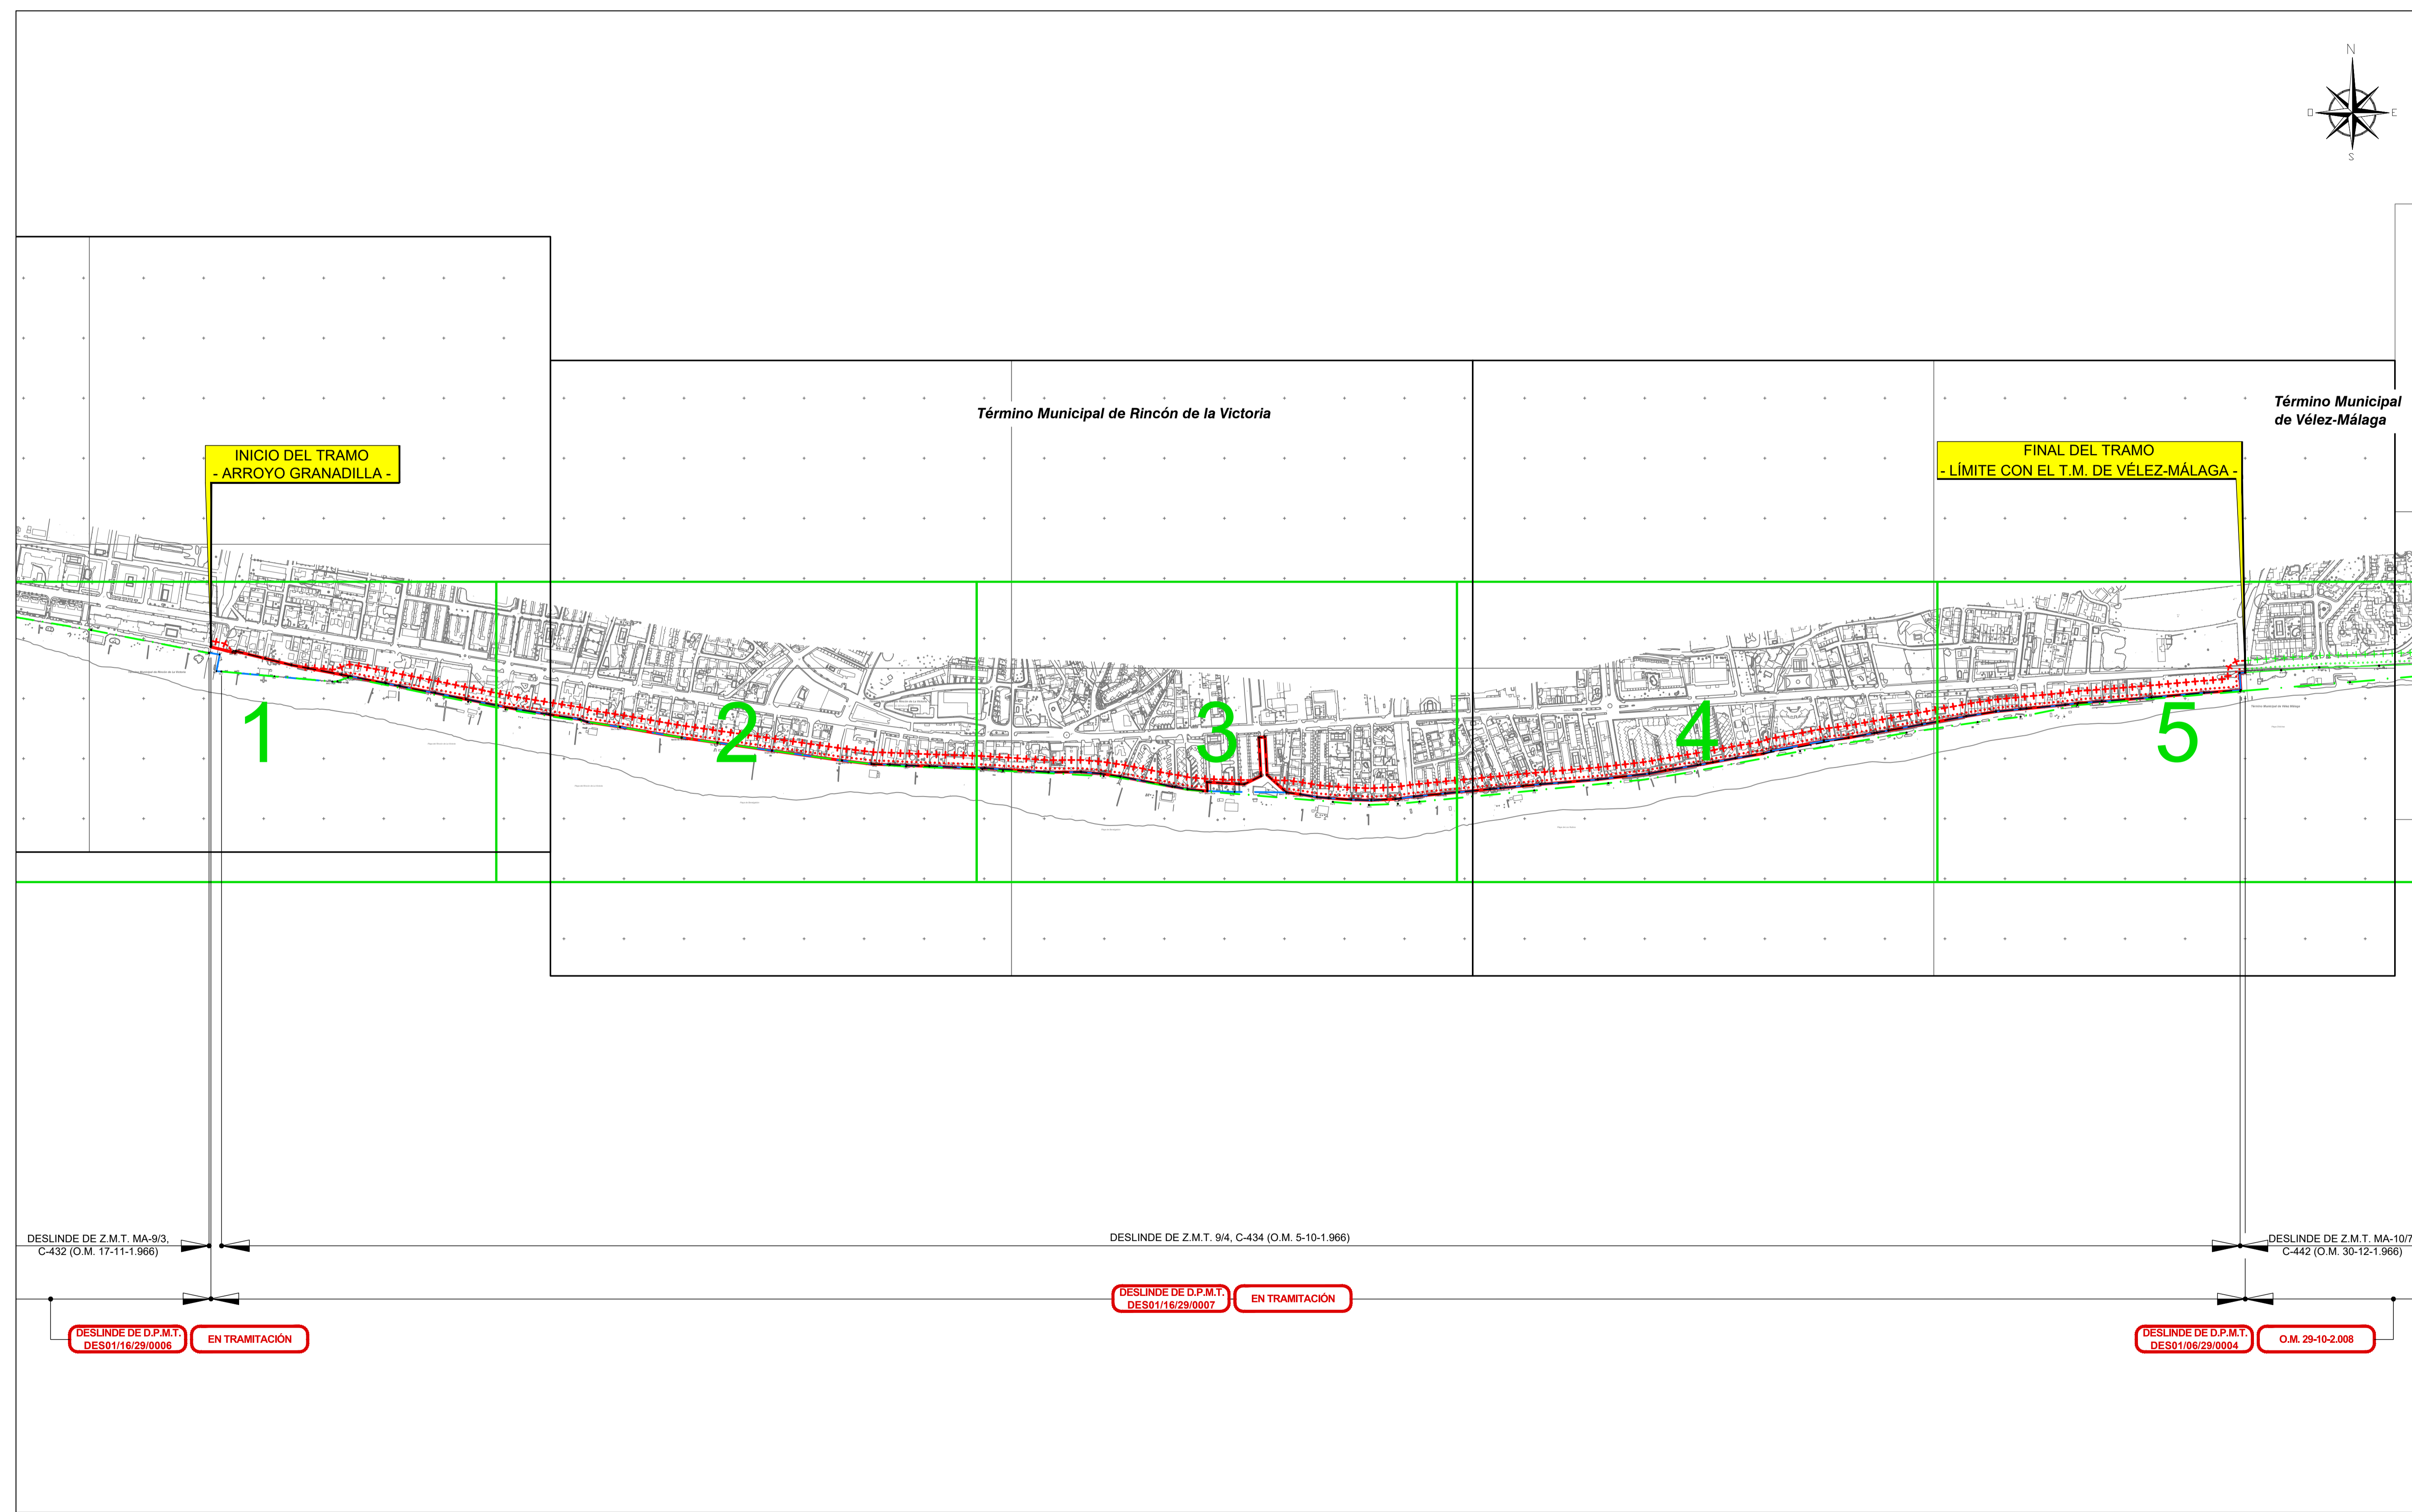 N
O
E
S
Término Municipal de Rincón de la Victoria
Término Municipal
de Vélez-Málaga
INICIO DEL TRAMO
- ARROYO GRANADILLA -
FINAL DEL TRAMO
- LÍMITE CON EL T.M. DE VÉLEZ-MÁLAGA -
1
2
3
4
5
DESLINDE DE Z.M.T. MA-9/3,
C-432 (O.M. 17-11-1.966)
DESLINDE DE Z.M.T. 9/4, C-434 (O.M. 5-10-1.966)
DESLINDE DE Z.M.T. MA-10/7
C-442 (O.M. 30-12-1.966)
DESLINDE DE D.P.M.T.
DES01/16/29/0007
EN TRAMITACIÓN
DESLINDE DE D.P.M.T.
DES01/16/29/0006
EN TRAMITACIÓN
DESLINDE DE D.P.M.T.
DES01/06/29/0004
O.M. 29-10-2.008